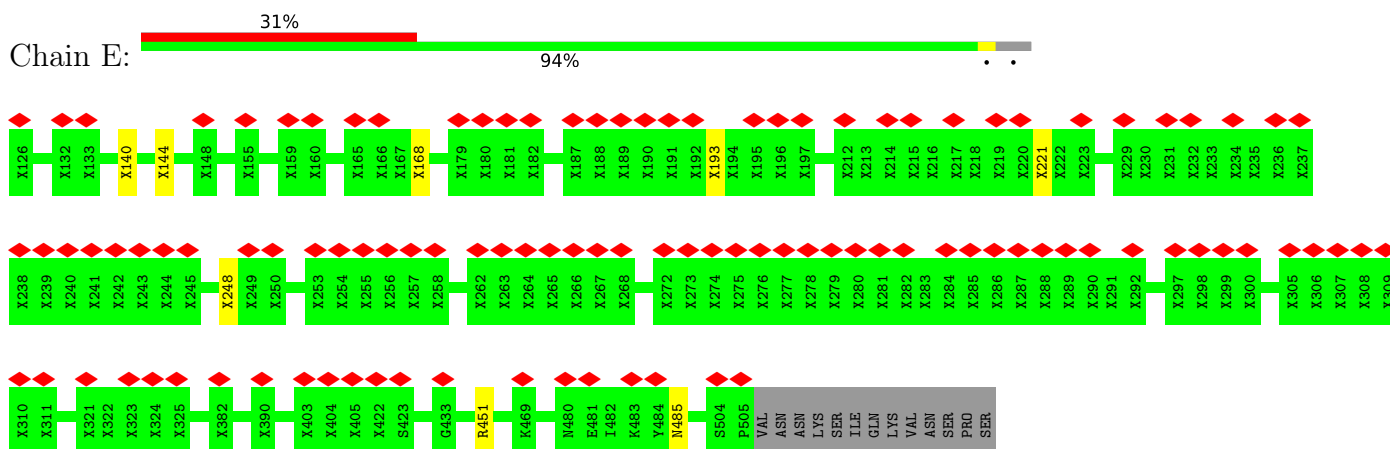 31%
Chain E:
94%
X126 X132 X133 X140 X144 X148 X155 X159 X160 X165 X166 X167 X168 X179 X180 X181 X182 X187 X188 X189 X190 X191 X192 X193 X194 X195 X196 X197 X212 X213 X214 X215 X216 X217 X218 X219 X220 X221 X222 X223 X229 X230 X231 X232 X233 X234 X235 X236 X237
X238 X239 X240 X241 X242 X243 X244 X245 X248 X249 X250 X253 X254 X255 X256 X257 X258 X262 X263 X264 X265 X266 X267 X268 X272 X273 X274 X275 X276 X277 X278 X279 X280 X281 X282 X283 X284 X285 X286 X287 X288 X289 X290 X291 X292 X297 X298 X299 X300 X305 X306 X307 X308 X309
X310 X311 X321 X322 X323 X324 X325 X382 X390 X403 X404 X405 X422 S423 G433 R451 K469 N480 E481 I482 K483 Y484 N485 S504 P505 VAL ASN ASN LYS SER ILE GLN LYS VAL ASN SER PRO SER